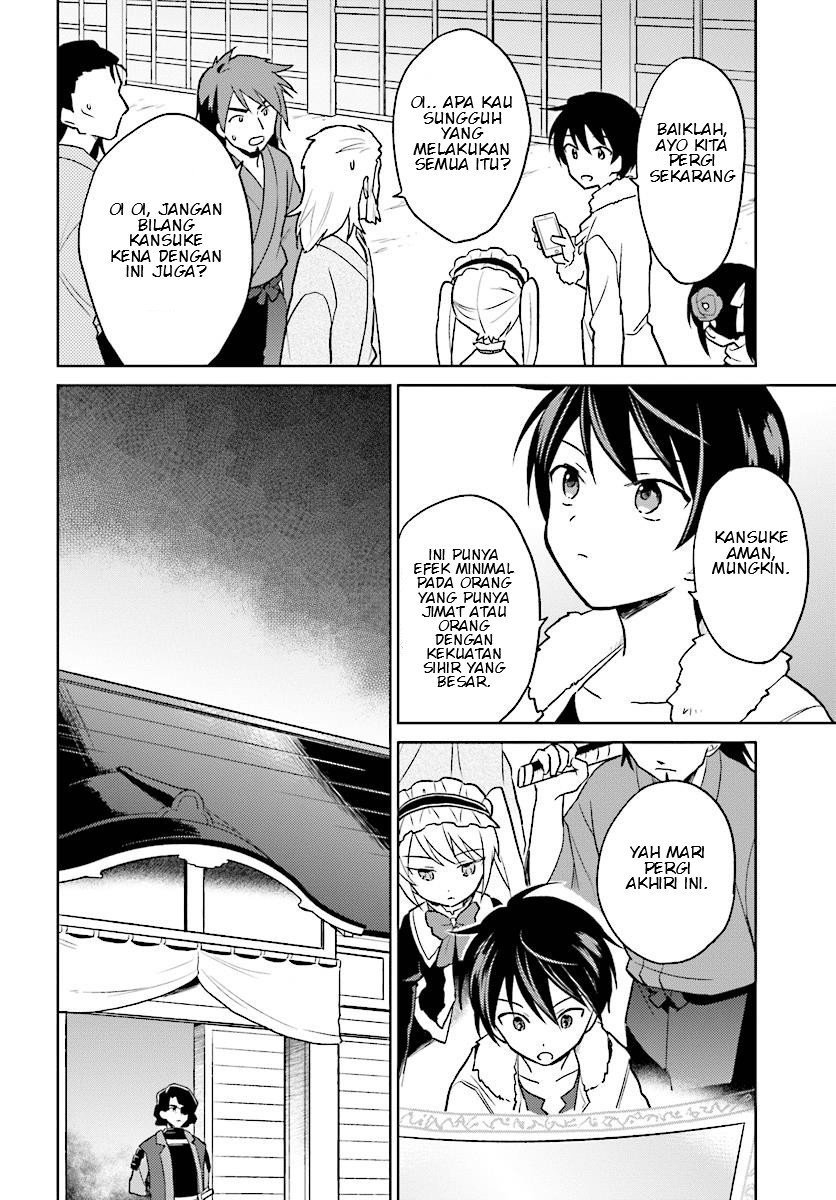 BAIKLAH,
AYO KITA
PERGI
SEKARANG
OI.. APA KAU
SUNGGUH
YANG
MELAKUKAN
SEMUA ITU?
OI OI, JANGAN
BILANG
KANSUKE
KENA DENGAN
INI JUGA?
KANSUKE
AMAN,
MUNGKIN.
INI PUNYA
EFEK MINIMAL
PADA ORANG
YANG PUNYA
JIMAT ATAU
ORANG
DENGAN
KEKUATAN
SIHIR YANG
BESAR.
YAH MARI
PERGI
AKHIRI INI.